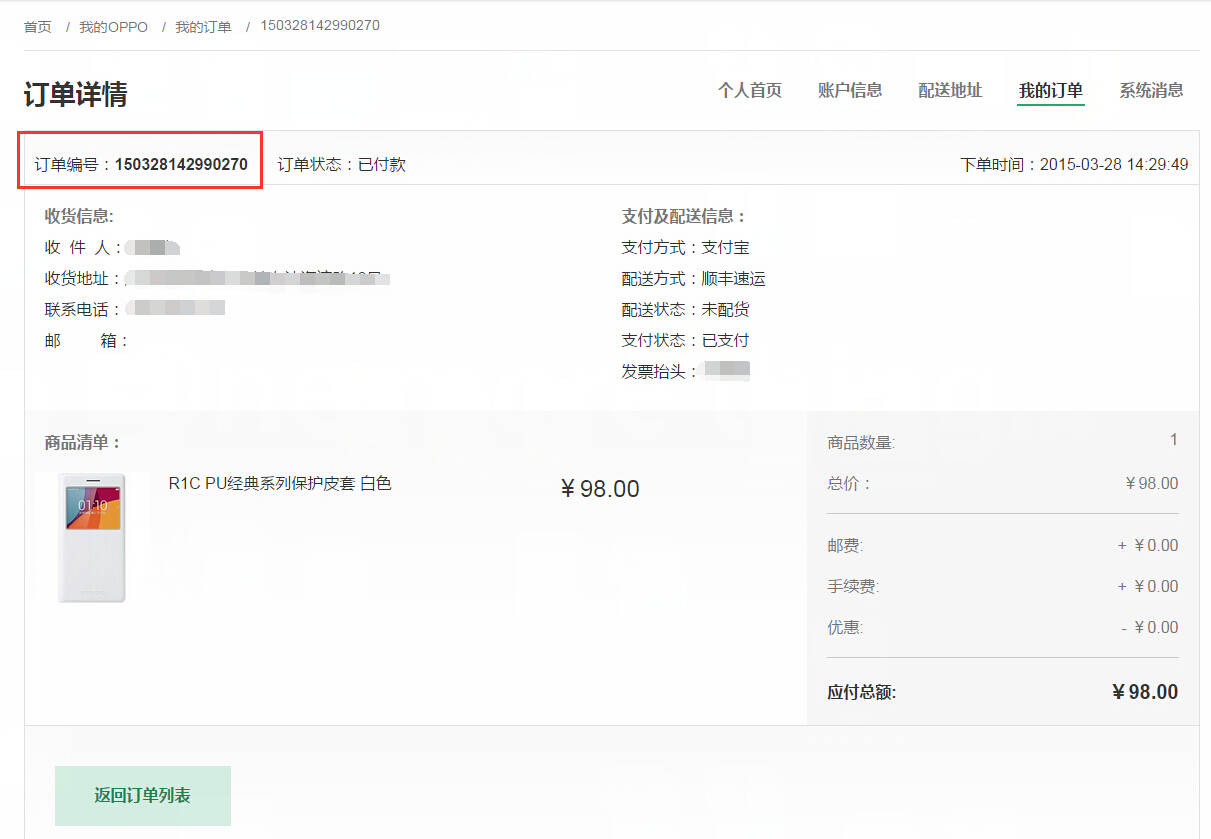 首页 / 我的OPPO / 我的订单 / 150328142990270
订单详情
个人首页 账户信息 配送地址 我的订单 系统消息
订单编号：150328142990270 订单状态：已付款 下单时间：2015-03-28 14:29:49
收货信息:
收 件 人：
收货地址：
联系电话：
邮 箱：
支付及配送信息：
支付方式：支付宝
配送方式：顺丰速运
配送状态：未配货
支付状态：已支付
发票抬头：
商品清单：
01:10
R1C PU经典系列保护皮套 白色
￥98.00
商品数量: 1
总价： ￥98.00
邮费: + ￥0.00
手续费: + ￥0.00
优惠: - ￥0.00
应付总额: ￥98.00
返回订单列表